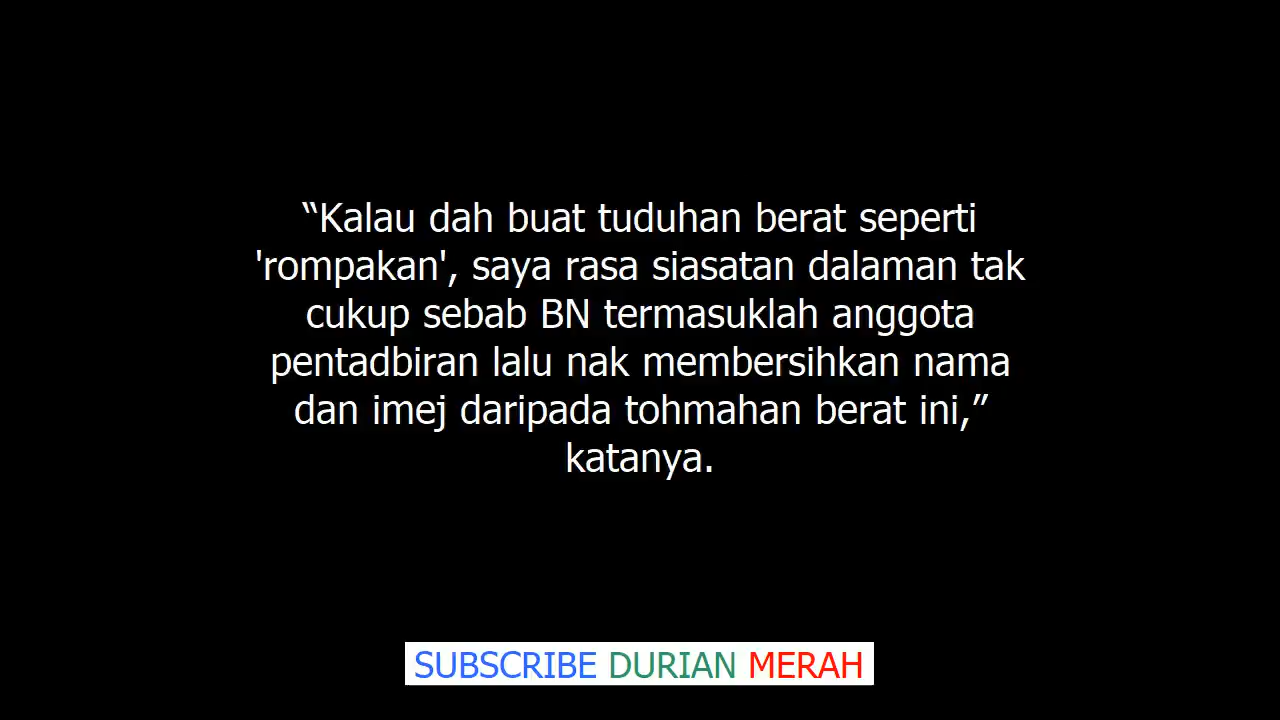 “Kalau dah buat tuduhan berat seperti
'rompakan', saya rasa siasatan dalaman tak
cukup sebab BN termasuklah anggota
pentadbiran lalu nak membersihkan nama
dan imej daripada tohmahan berat ini,”
katanya.
SUBSCRIBE DURIAN MERAH